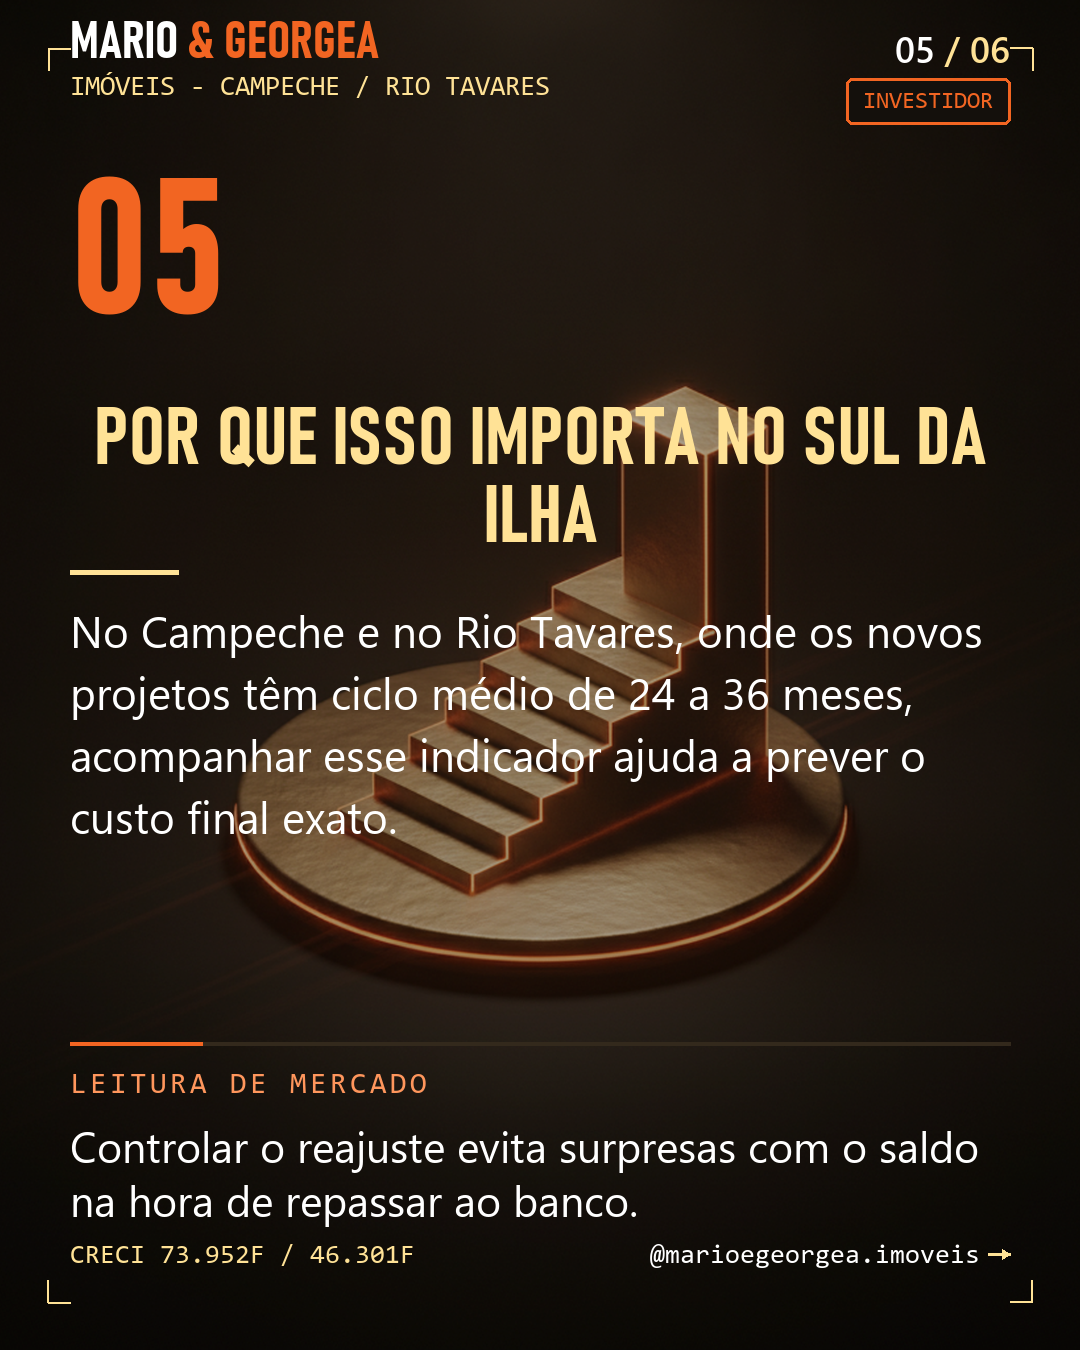 MARIO & GEORGEA
IMÓVEIS - CAMPECHE / RIO TAVARES
05 / 06
INVESTIDOR
05
POR QUE ISSO IMPORTA NO SUL DA
ILHA
No Campeche e no Rio Tavares, onde os novos
projetos têm ciclo médio de 24 a 36 meses,
acompanhar esse indicador ajuda a prever o
custo final exato.
LEITURA DE MERCADO
Controlar o reajuste evita surpresas com o saldo
na hora de repassar ao banco.
CRECI 73.952F / 46.301F
@marioegeorgea.imoveis →